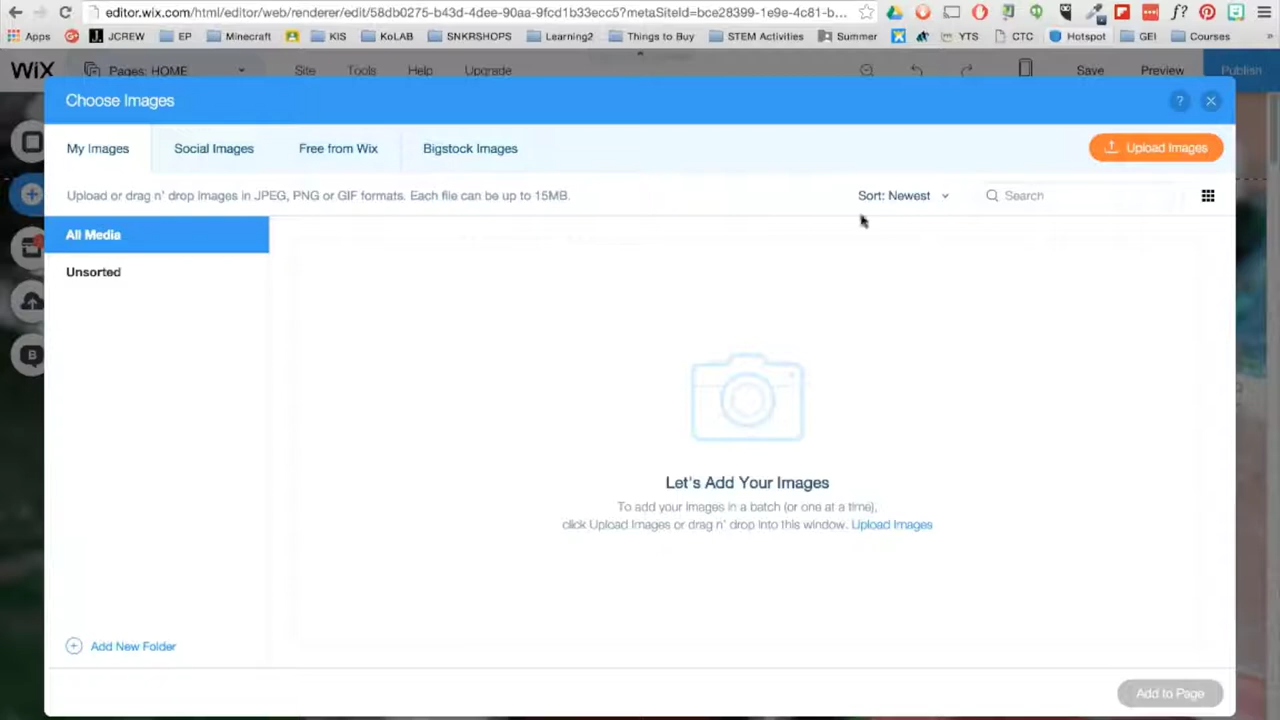 editor.wix.com/html/editor/web/renderer/edit/58db0275-b43d-4dee-90aa-9fcd1b33ecc5?metaSiteId=bce28399-1e9e-4c81-b...
Apps JCREW EP Minecraft KIS KoLAB SNKRSHOPS Learning2 Things to Buy STEM Activities Summer YTS CTC Hotspot GEI Courses »
WiX Pages: HOME Site Tools Help Upgrade Save Preview Publish
Choose Images ?
My Images Social Images Free from Wix Bigstock Images Upload Images
Upload or drag n' drop images in JPEG, PNG or GIF formats. Each file can be up to 15MB. Sort: Newest Search
All Media
Unsorted
Let's Add Your Images
To add your images in a batch (or one at a time),
click Upload Images or drag n' drop into this window. Upload Images
Add New Folder
Add to Page